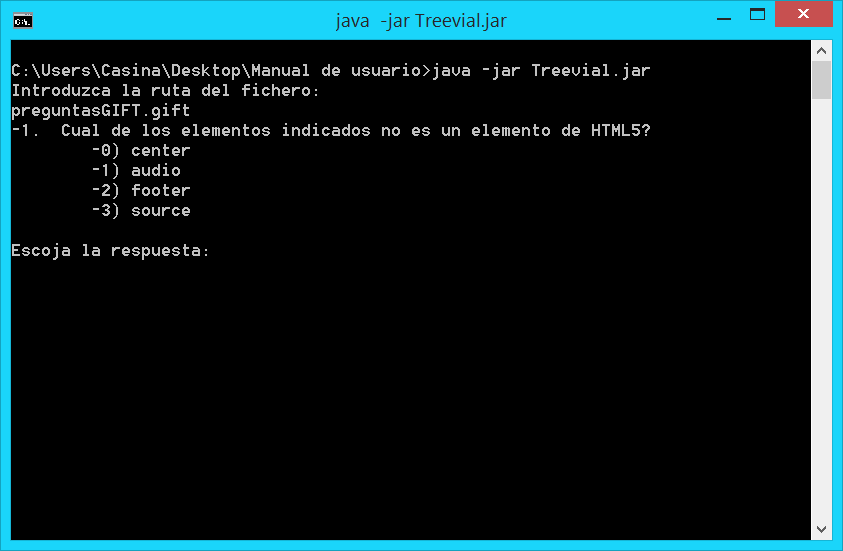 java -jar Treevial.jar
C:\Users\Casina\Desktop\Manual de usuario>java -jar Treevial.jar
Introduzca la ruta del fichero:
preguntasGIFT.gift
-1. Cual de los elementos indicados no es un elemento de HTML5?
-0) center
-1) audio
-2) footer
-3) source
Escoja la respuesta: